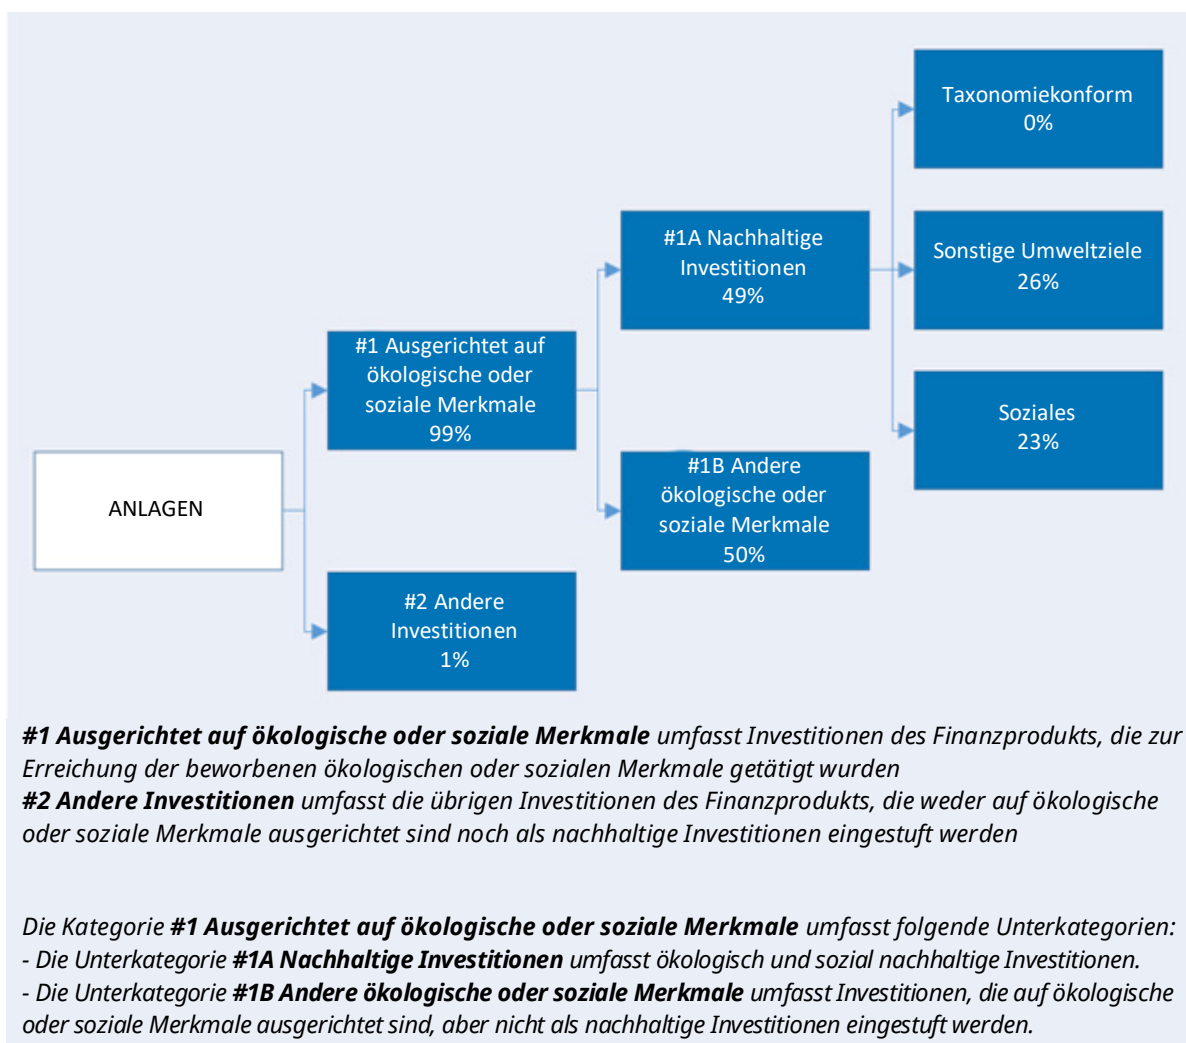 Taxonomiekonform
0%
#1A Nachhaltige
Investitionen
49%
Sonstige Umweltziele
26%
#1 Ausgerichtet auf
ökologische oder
soziale Merkmale
99%
Soziales
23%
ANLAGEN
#1B Andere
ökologische oder
soziale Merkmale
50%
#2 Andere
Investitionen
1%
#1 Ausgerichtet auf ökologische oder soziale Merkmale umfasst Investitionen des Finanzprodukts, die zur
Erreichung der beworbenen ökologischen oder sozialen Merkmale getätigt wurden
#2 Andere Investitionen umfasst die übrigen Investitionen des Finanzprodukts, die weder auf ökologische
oder soziale Merkmale ausgerichtet sind noch als nachhaltige Investitionen eingestuft werden
Die Kategorie #1 Ausgerichtet auf ökologische oder soziale Merkmale umfasst folgende Unterkategorien:
- Die Unterkategorie #1A Nachhaltige Investitionen umfasst ökologisch und sozial nachhaltige Investitionen.
- Die Unterkategorie #1B Andere ökologische oder soziale Merkmale umfasst Investitionen, die auf ökologische
oder soziale Merkmale ausgerichtet sind, aber nicht als nachhaltige Investitionen eingestuft werden.